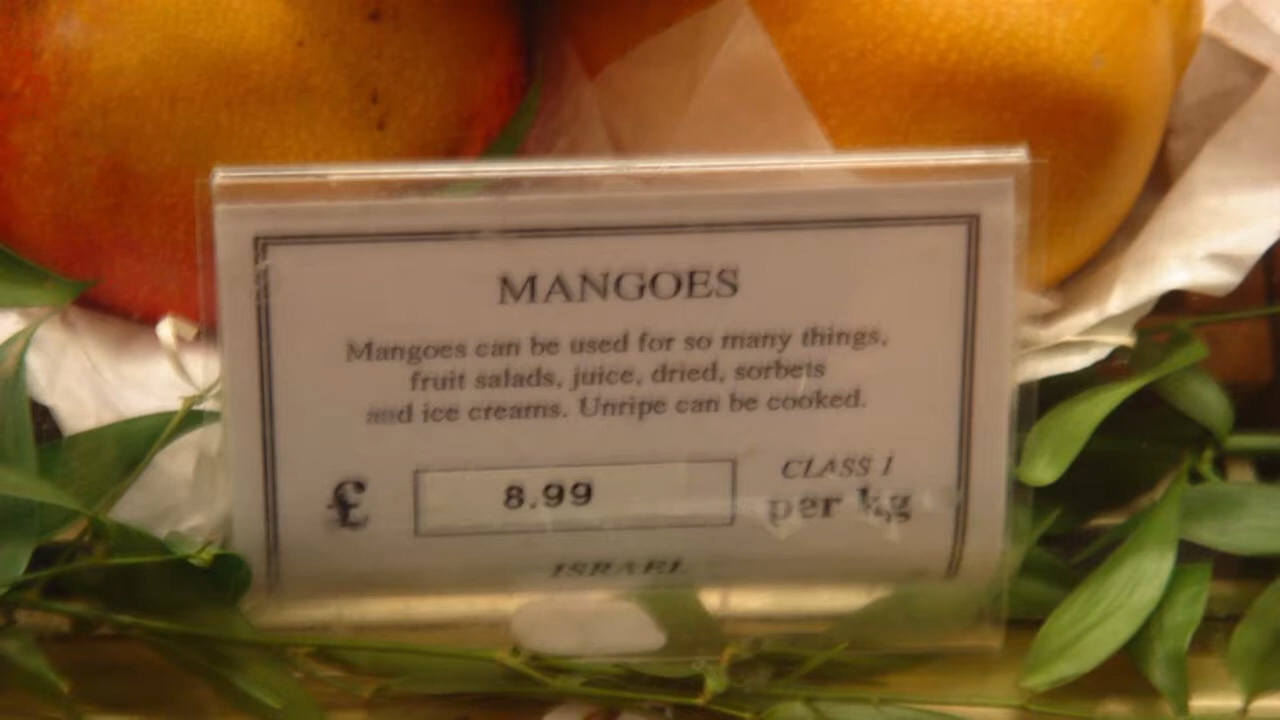 MANGOES
Mangoes can be used for so many things,
fruit salads, juice, dried, sorbets
and ice creams. Unripe can be cooked.
£ 8.99 CLASS 1
per kg
ISRAEL